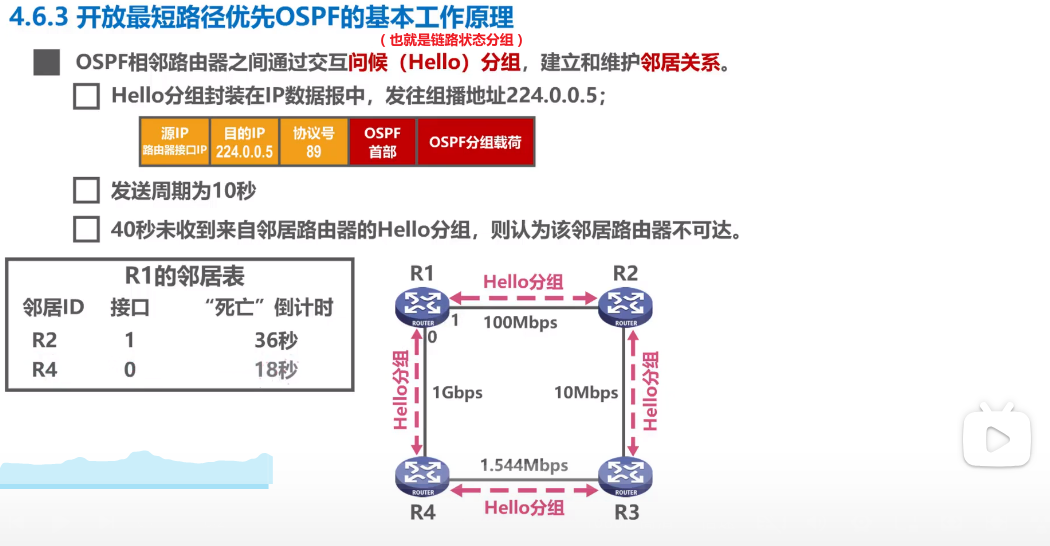 4.6.3 开放最短路径优先OSPF的基本工作原理
（也就是链路状态分组）
OSPF相邻路由器之间通过交互问候（Hello）分组，建立和维护邻居关系。
Hello分组封装在IP数据报中，发往组播地址224.0.0.5；
源IP 目的IP 协议号 OSPF OSPF分组载荷
路由器接口IP 224.0.0.5 89 首部
发送周期为10秒
40秒未收到来自邻居路由器的Hello分组，则认为该邻居路由器不可达。
R1的邻居表
邻居ID 接口 “死亡”倒计时
R2 1 36秒
R4 0 18秒
R1 Hello分组 R2
ROUTER 1 100Mbps ROUTER
0
Hello分组 1Gbps 10Mbps Hello分组
1.544Mbps
ROUTER ROUTER
R4 Hello分组 R3